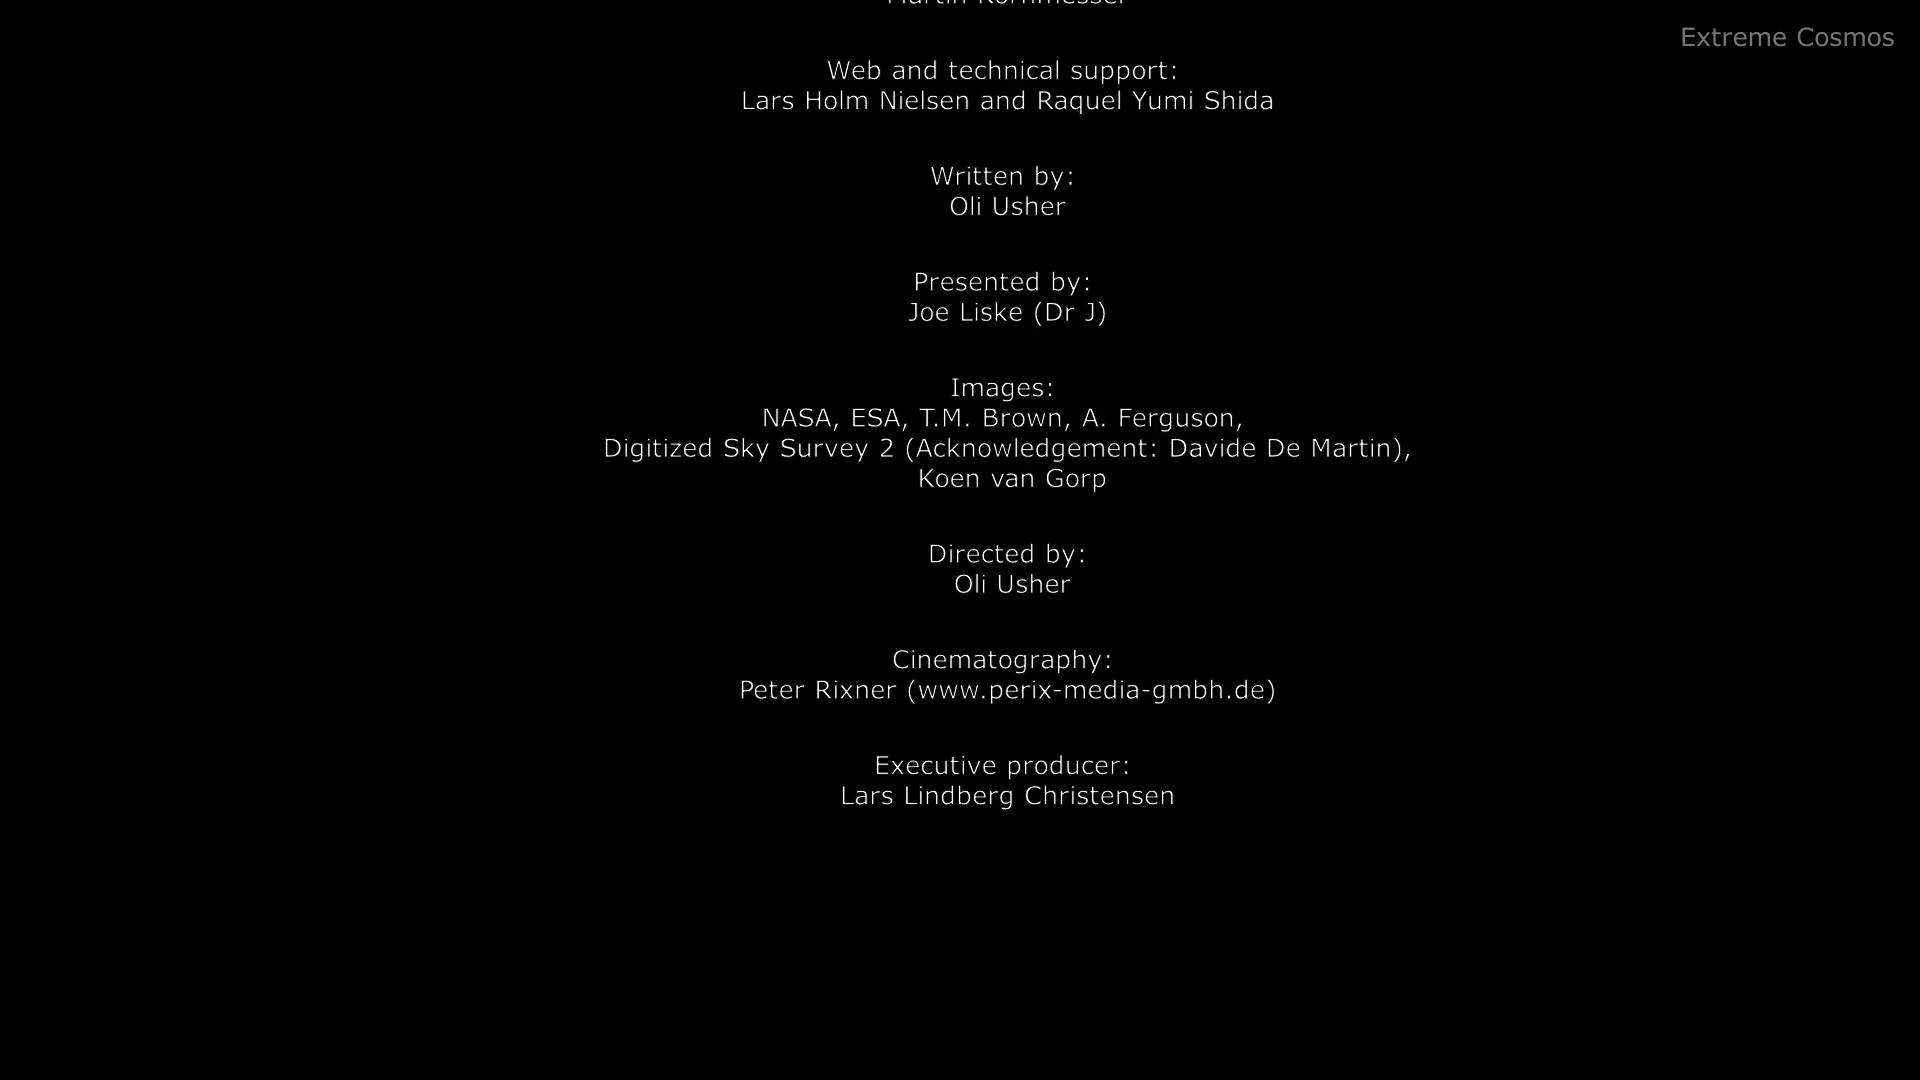 Extreme Cosmos
Web and technical support:
Lars Holm Nielsen and Raquel Yumi Shida
Written by:
Oli Usher
Presented by:
Joe Liske (Dr J)
Images:
NASA, ESA, T.M. Brown, A. Ferguson,
Digitized Sky Survey 2 (Acknowledgement: Davide De Martin),
Koen van Gorp
Directed by:
Oli Usher
Cinematography:
Peter Rixner (www.perix-media-gmbh.de)
Executive producer:
Lars Lindberg Christensen